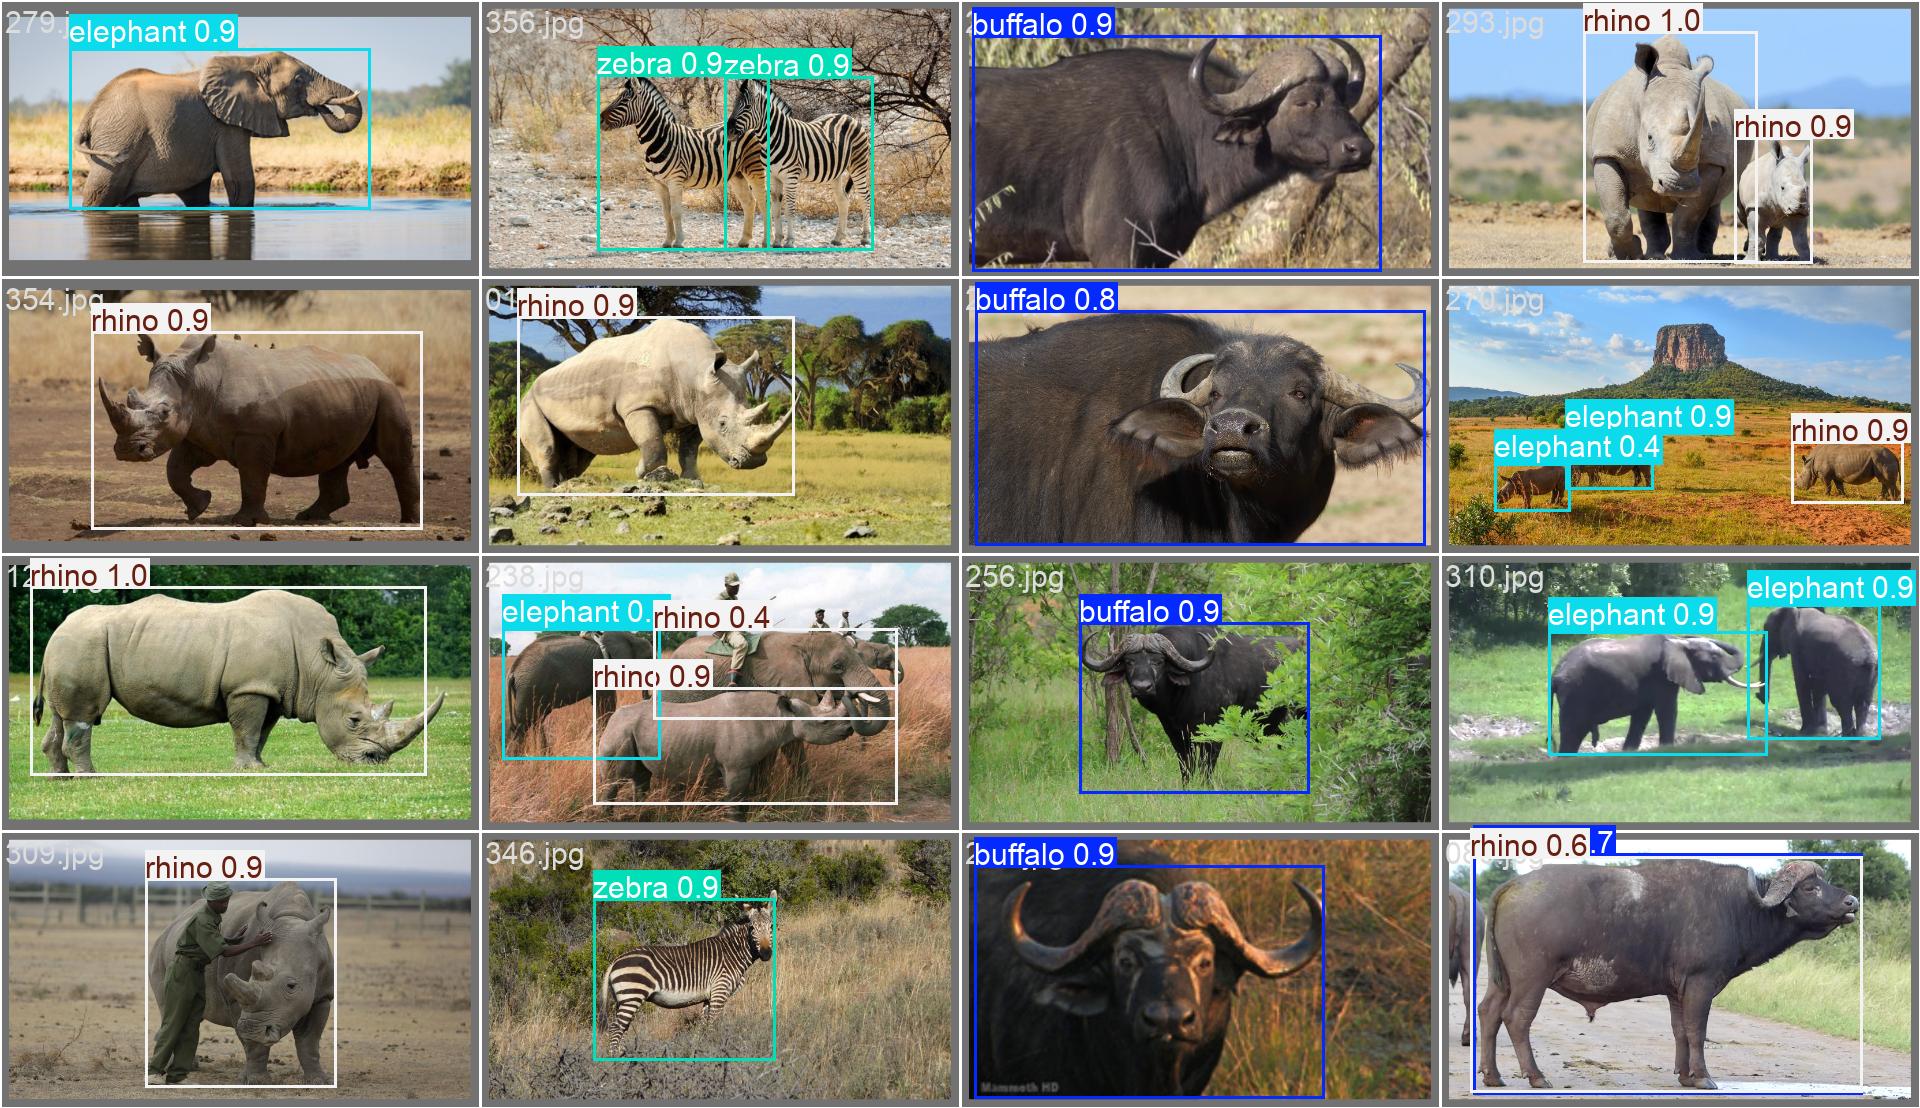 279.j
elephant 0.9
356.jpg
zebra 0.9
zebra 0.9
buffalo 0.9
293.jpg
rhino 1.0
rhino 0.9
354.jpg
rhino 0.9
01
rhino 0.9
buffalo 0.8
270.jpg
elephant 0.9
elephant 0.4
rhino 0.9
rhino 1.0
238.jpg
elephant 0.
rhino 0.4
rhino 0.9
256.jpg
buffalo 0.9
310.jpg
elephant 0.9
elephant 0.9
309.jpg
rhino 0.9
346.jpg
zebra 0.9
buffalo 0.9
Mammoth HD
rhino 0.6
.7